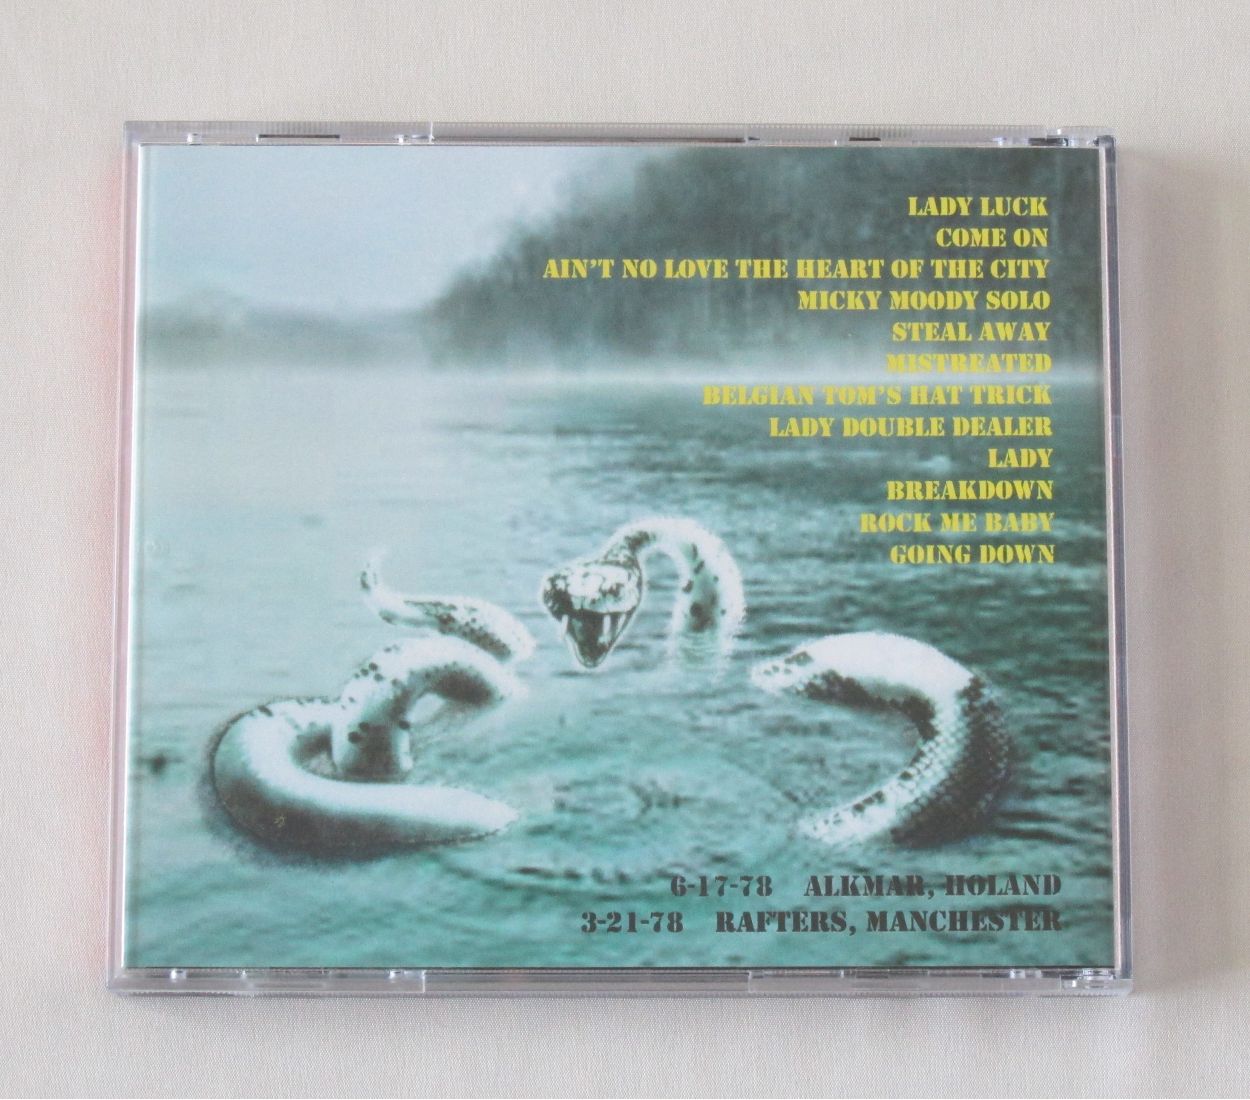 LADY LUCK
COME ON
AIN'T NO LOVE THE HEART OF THE CITY
MICKY MOODY SOLO
STEAL AWAY
MISTREATED
BELGIAN TOM'S HAT TRICK
LADY DOUBLE DEALER
LADY
BREAKDOWN
ROCK ME BABY
GOING DOWN
6-17-78 ALKMAR, HOLAND
3-21-78 RAFTERS, MANCHESTER